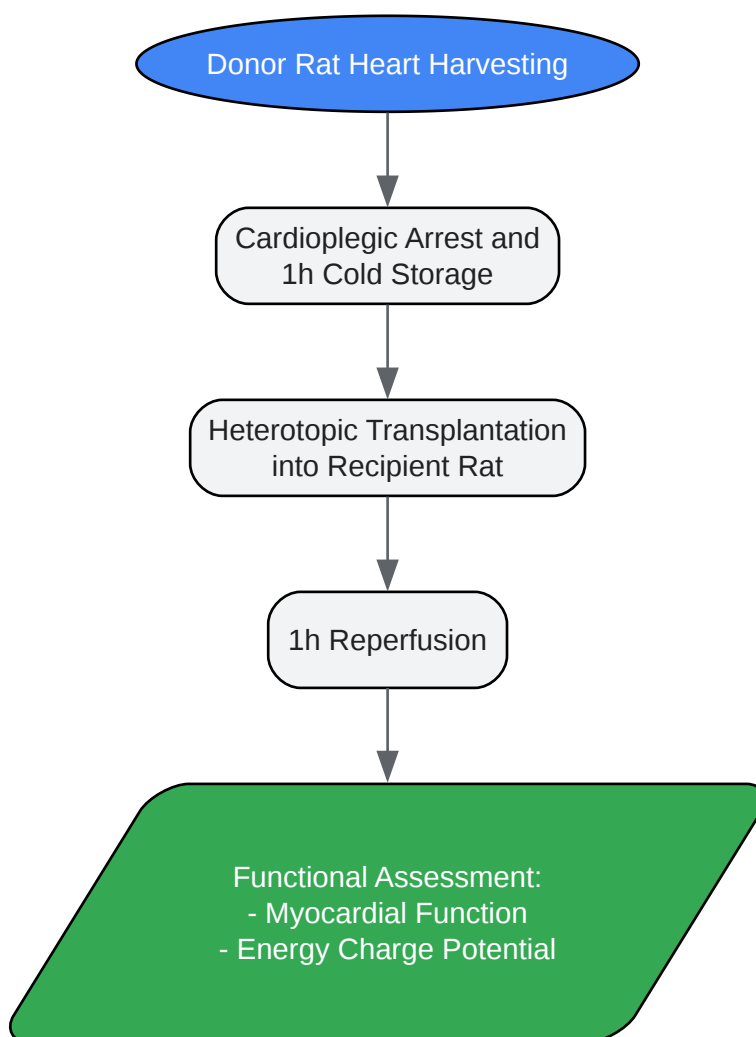 Donor Rat Heart Harvesting
Cardioplegic Arrest and
1h Cold Storage
Heterotopic Transplantation
into Recipient Rat
1h Reperfusion
Functional Assessment:
- Myocardial Function
- Energy Charge Potential